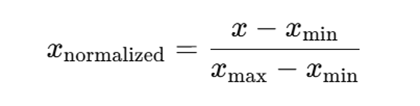 x_normalized = (x − x_min) / (x_max − x_min)